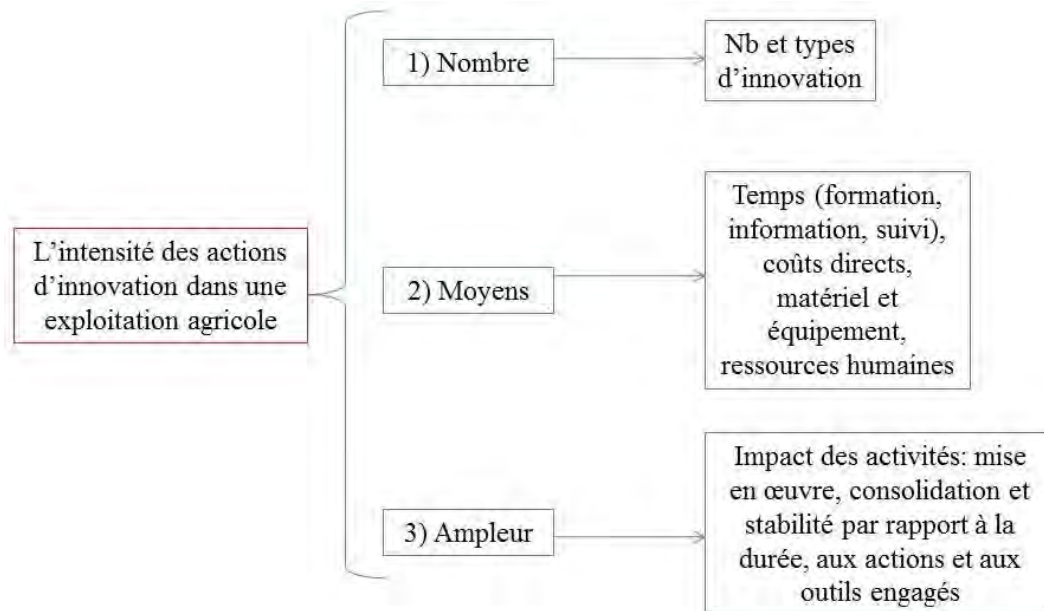 L'intensité des actions
d'innovation dans une
exploitation agricole
1) Nombre
Nb et types
d'innovation
2) Moyens
Temps (formation,
information, suivi),
coûts directs,
matériel et
équipement,
ressources humaines
3) Ampleur
Impact des activités: mise
en œuvre, consolidation et
stabilité par rapport à la
durée, aux actions et aux
outils engagés